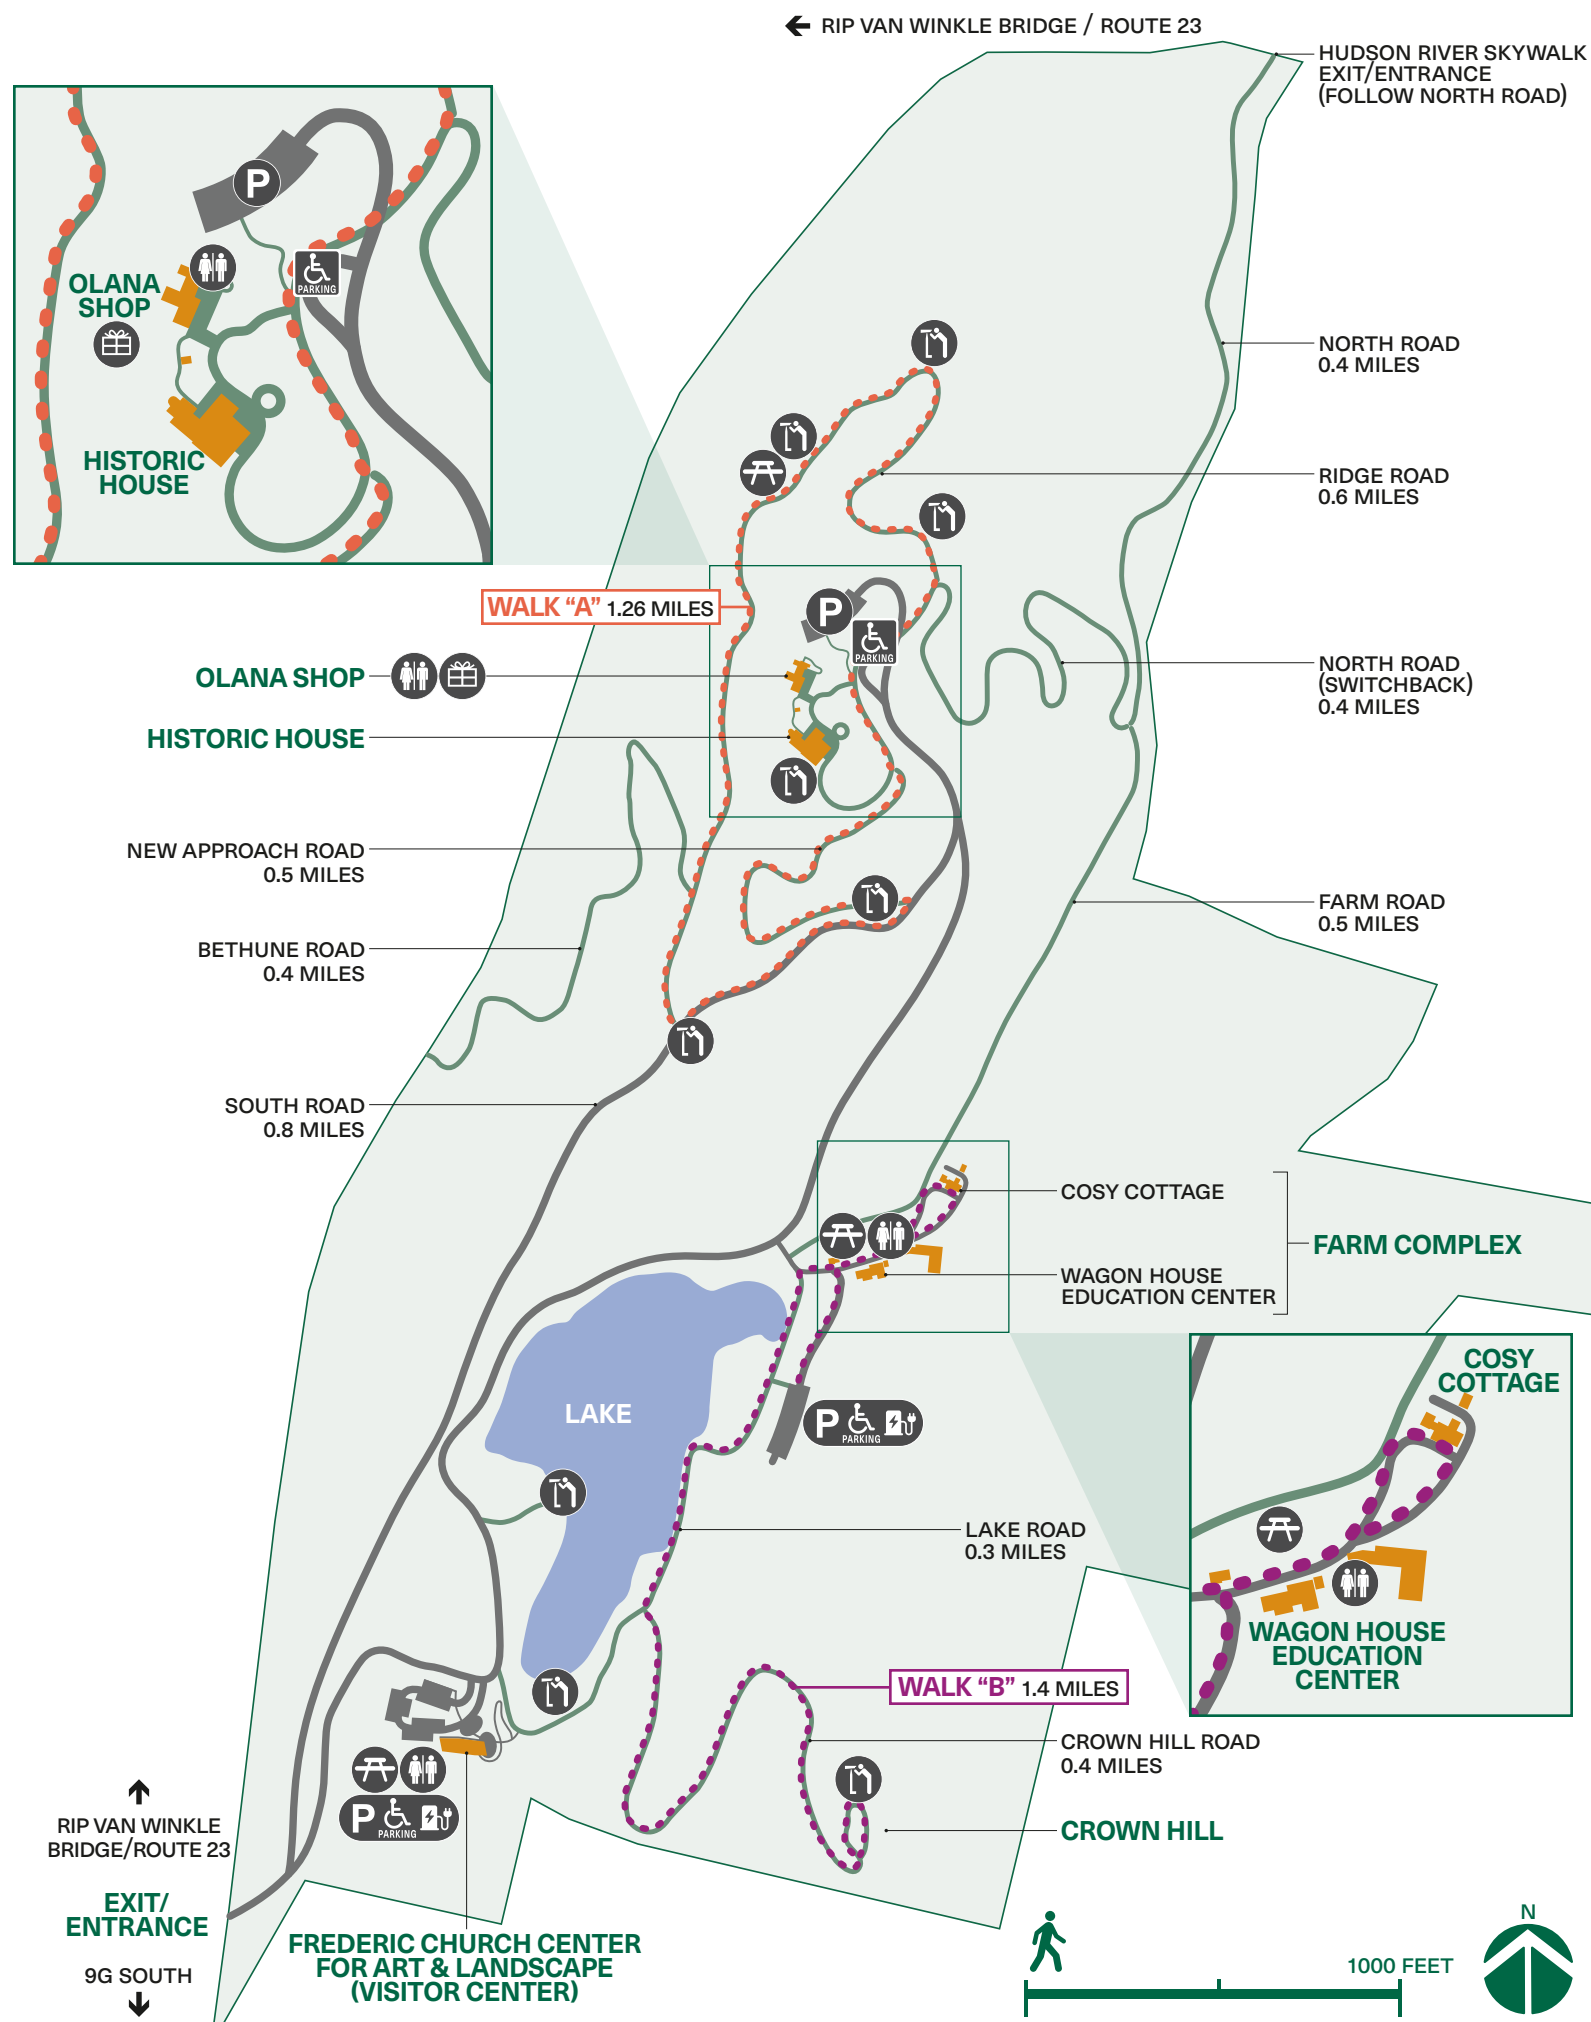 ← RIP VAN WINKLE BRIDGE / ROUTE 23
HUDSON RIVER SKYWALK
EXIT/ENTRANCE
(FOLLOW NORTH ROAD)
P
PARKING
OLANA
SHOP
HISTORIC
HOUSE
NORTH ROAD
0.4 MILES
RIDGE ROAD
0.6 MILES
WALK “A” 1.26 MILES
P
PARKING
OLANA SHOP
HISTORIC HOUSE
NORTH ROAD
(SWITCHBACK)
0.4 MILES
NEW APPROACH ROAD
0.5 MILES
FARM ROAD
0.5 MILES
BETHUNE ROAD
0.4 MILES
SOUTH ROAD
0.8 MILES
COSY COTTAGE
FARM COMPLEX
WAGON HOUSE
EDUCATION CENTER
LAKE
P
PARKING
COSY
COTTAGE
LAKE ROAD
0.3 MILES
WAGON HOUSE
EDUCATION
CENTER
WALK “B” 1.4 MILES
CROWN HILL ROAD
0.4 MILES
CROWN HILL
P
PARKING
RIP VAN WINKLE
BRIDGE/ROUTE 23
EXIT/
ENTRANCE
9G SOUTH
FREDERIC CHURCH CENTER
FOR ART & LANDSCAPE
(VISITOR CENTER)
1000 FEET
N